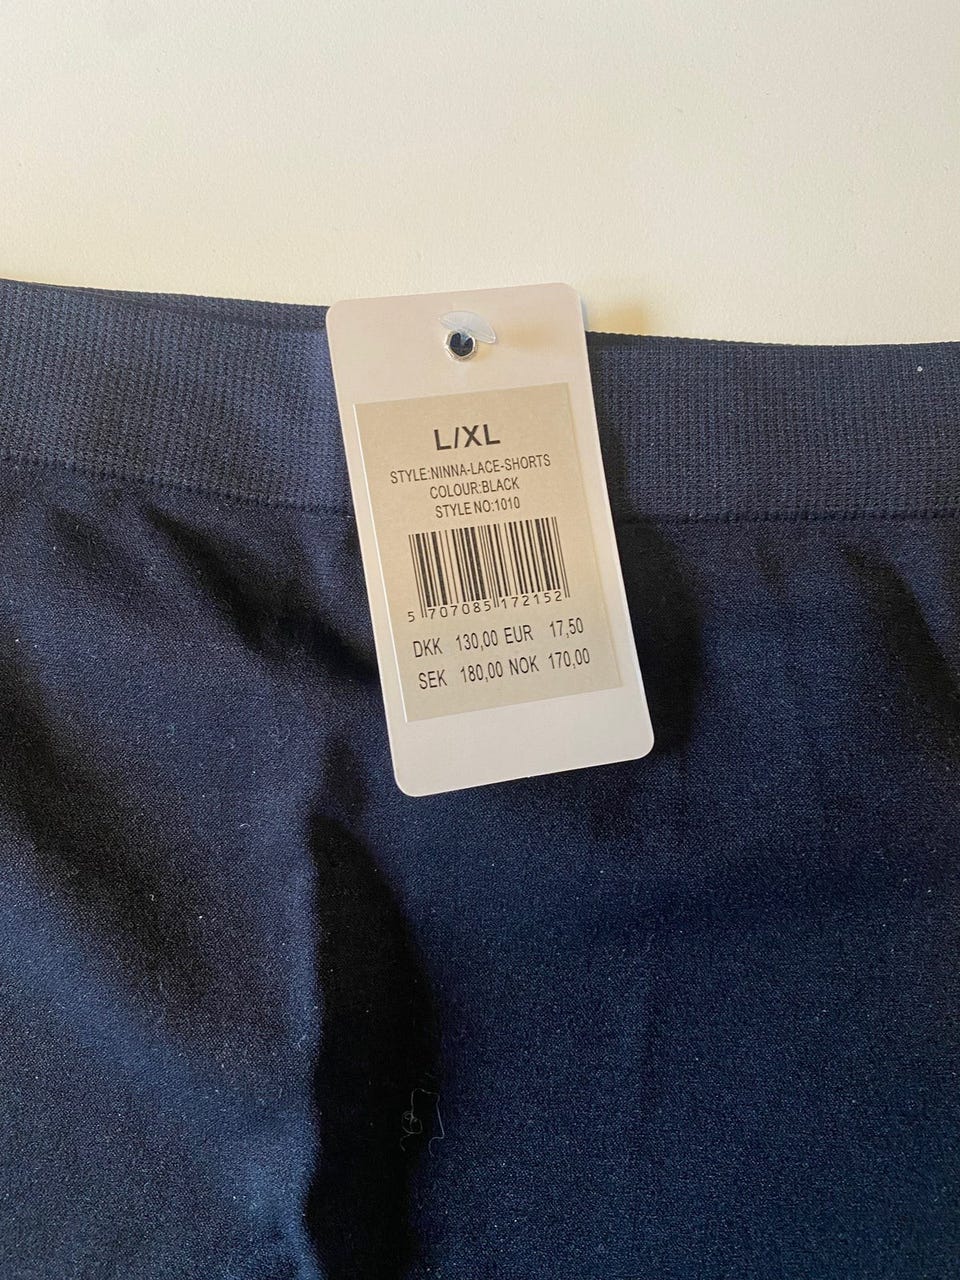 L/XL
STYLE:NINNA-LACE-SHORTS
COLOUR:BLACK
STYLE NO:1010
5 707085 172152
DKK 130,00 EUR 17,50
SEK 180,00 NOK 170,00